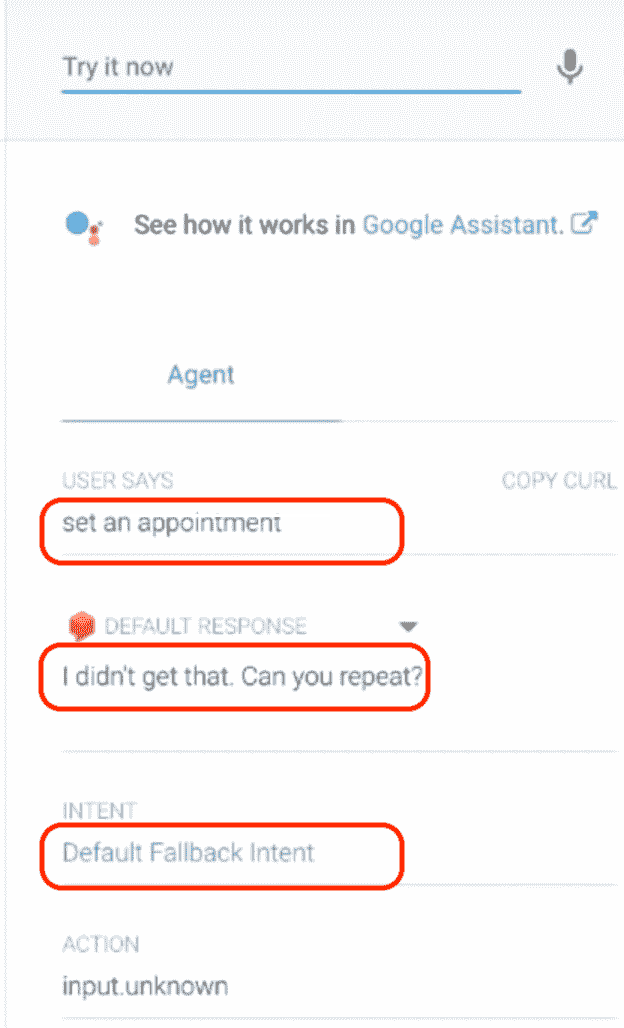 Try it now
See how it works in Google Assistant.
Agent
USER SAYS COPY CURL
set an appointment
DEFAULT RESPONSE
I didn't get that. Can you repeat?
INTENT
Default Fallback Intent
ACTION
input.unknown